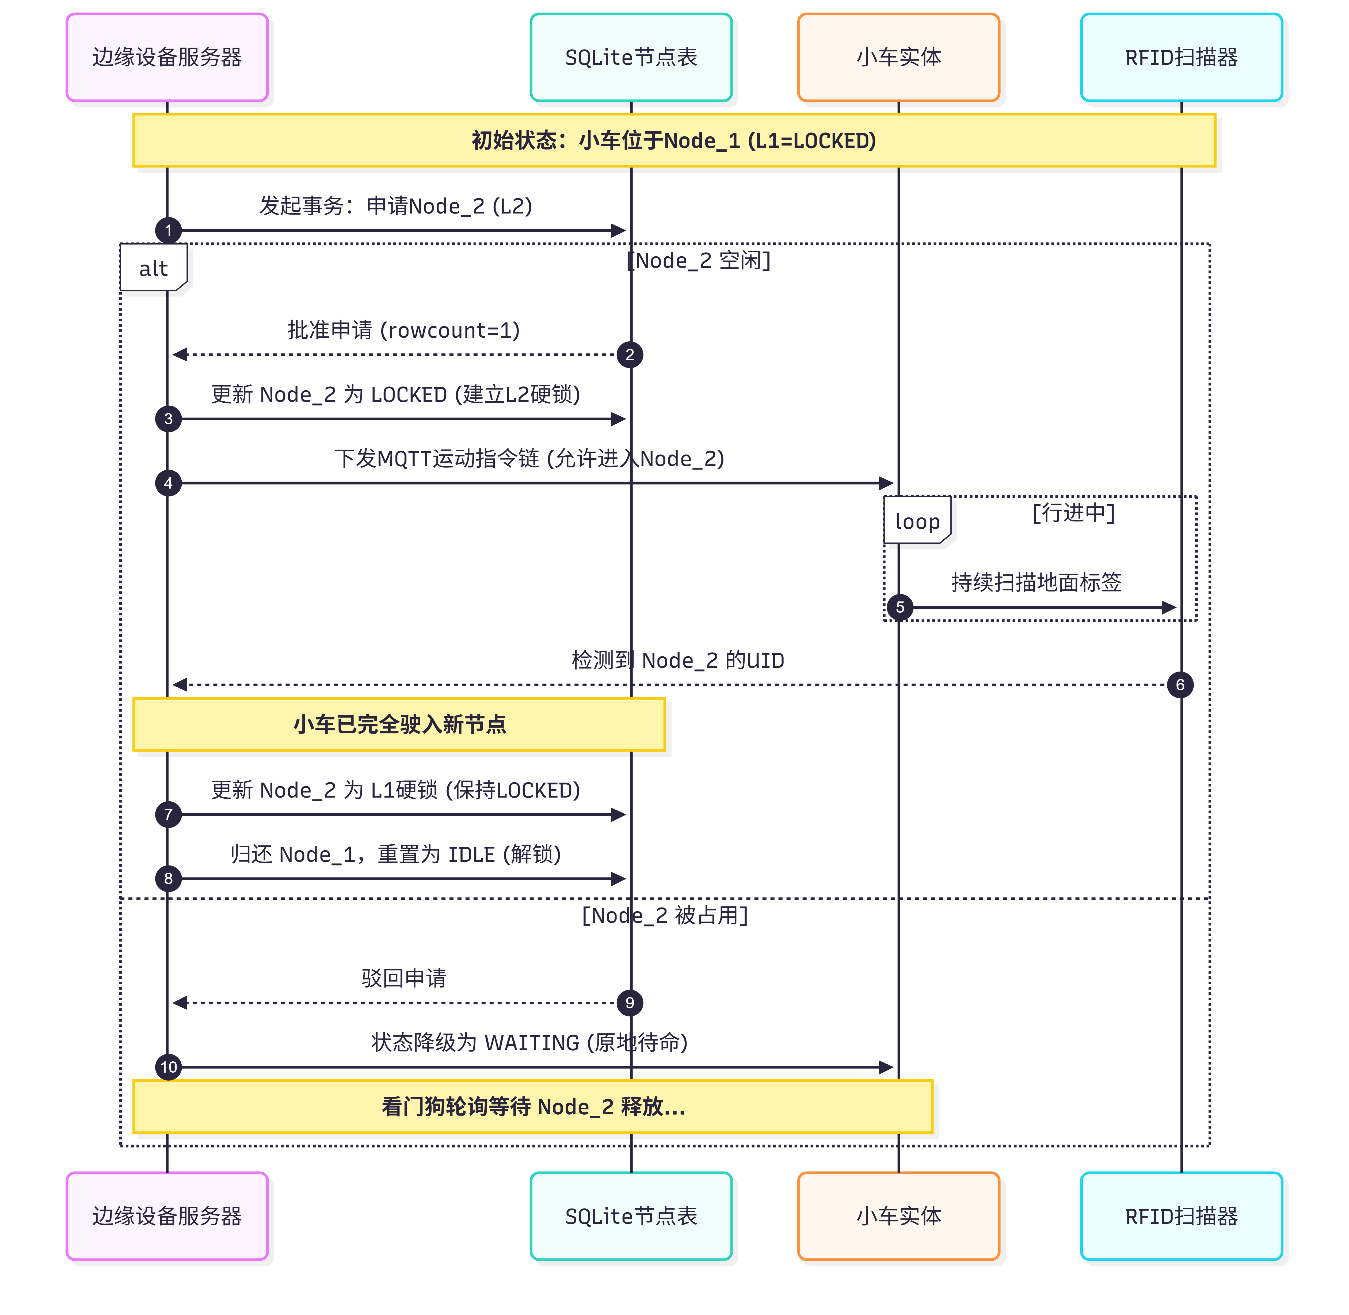 边缘设备服务器
SQLite节点表
小车实体
RFID扫描器
初始状态：小车位于Node_1 (L1=LOCKED)
发起事务：申请Node_2 (L2)
1
alt
[Node_2 空闲]
批准申请 (rowcount=1)
2
更新 Node_2 为 LOCKED (建立L2硬锁)
3
下发MQTT运动指令链 (允许进入Node_2)
4
loop
[行进中]
持续扫描地面标签
5
检测到 Node_2 的UID
6
小车已完全驶入新节点
更新 Node_2 为 L1硬锁 (保持LOCKED)
7
归还 Node_1，重置为 IDLE (解锁)
8
[Node_2 被占用]
驳回申请
9
状态降级为 WAITING (原地待命)
10
看门狗轮询等待 Node_2 释放...
边缘设备服务器
SQLite节点表
小车实体
RFID扫描器